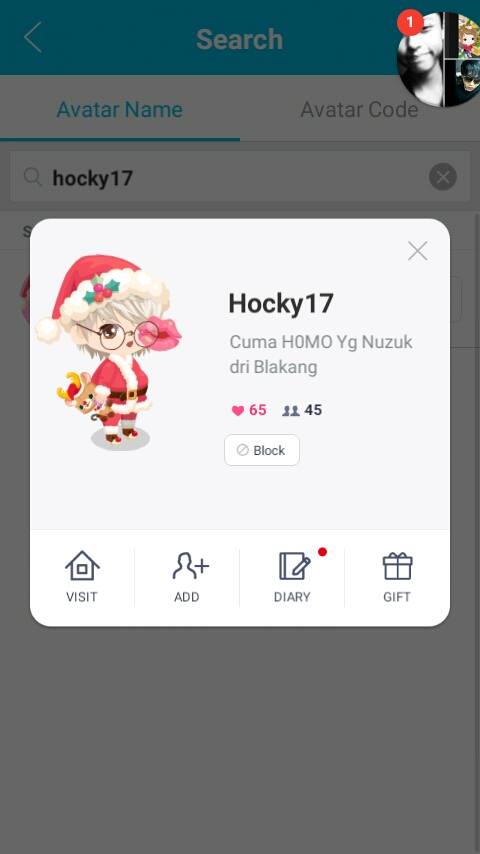 Search
1
Avatar Name
Avatar Code
hocky17
S
Hocky17
Cuma H0MO Yg Nuzuk
dri Blakang
65
45
Block
VISIT
ADD
DIARY
GIFT